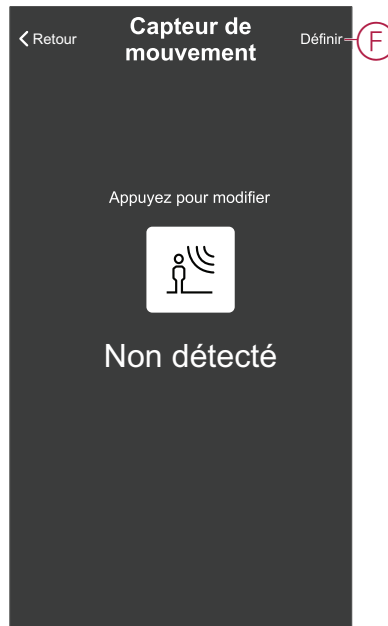 Retour
Capteur de
mouvement
Définir
F
Appuyez pour modifier
Non détecté